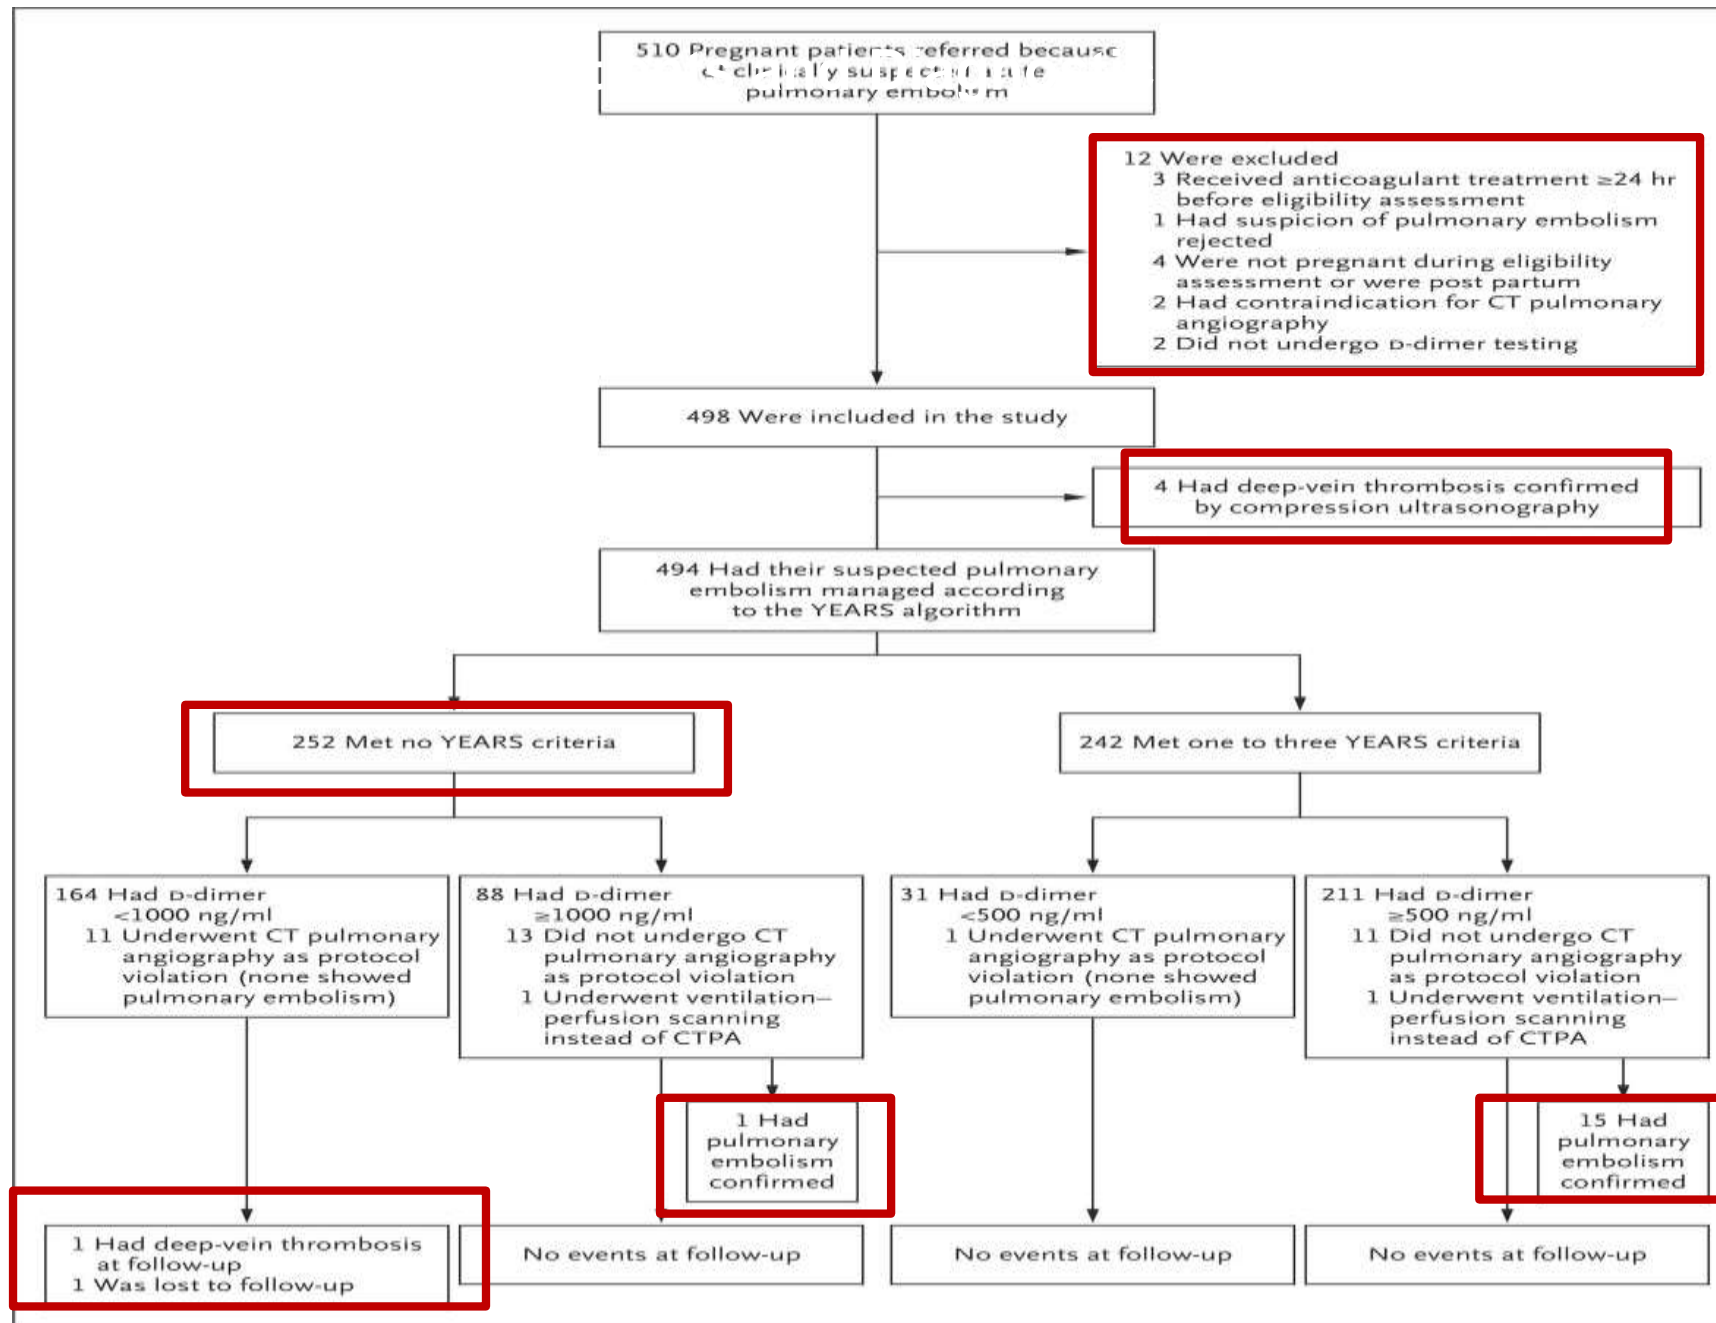 510 Pregnant patients referred because
of clinically suspected acute
pulmonary embolism
12 Were excluded
3 Received anticoagulant treatment ≥24 hr
before eligibility assessment
1 Had suspicion of pulmonary embolism
rejected
4 Were not pregnant during eligibility
assessment or were post partum
2 Had contraindication for CT pulmonary
angiography
2 Did not undergo D-dimer testing
498 Were included in the study
4 Had deep-vein thrombosis confirmed
by compression ultrasonography
494 Had their suspected pulmonary
embolism managed according
to the YEARS algorithm
252 Met no YEARS criteria
242 Met one to three YEARS criteria
164 Had D-dimer
<1000 ng/ml
11 Underwent CT pulmonary
angiography as protocol
violation (none showed
pulmonary embolism)
88 Had D-dimer
≥1000 ng/ml
13 Did not undergo CT
pulmonary angiography
as protocol violation
1 Underwent ventilation–
perfusion scanning
instead of CTPA
31 Had D-dimer
<500 ng/ml
1 Underwent CT pulmonary
angiography as protocol
violation (none showed
pulmonary embolism)
211 Had D-dimer
≥500 ng/ml
11 Did not undergo CT
pulmonary angiography
as protocol violation
1 Underwent ventilation–
perfusion scanning
instead of CTPA
1 Had
pulmonary
embolism
confirmed
15 Had
pulmonary
embolism
confirmed
1 Had deep-vein thrombosis
at follow-up
1 Was lost to follow-up
No events at follow-up
No events at follow-up
No events at follow-up